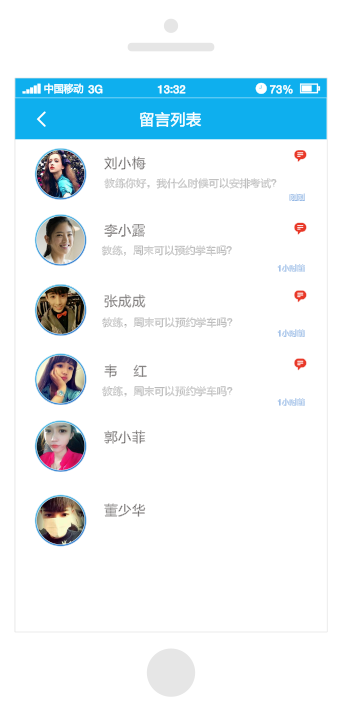 中国移动 3G 13:32 73%
留言列表
刘小梅
教练你好，我什么时候可以安排考试?
刚刚
李小露
教练，周末可以预约学车吗?
1小时前
张成成
教练，周末可以预约学车吗?
1小时前
韦 红
教练，周末可以预约学车吗?
1小时前
郭小菲
董少华